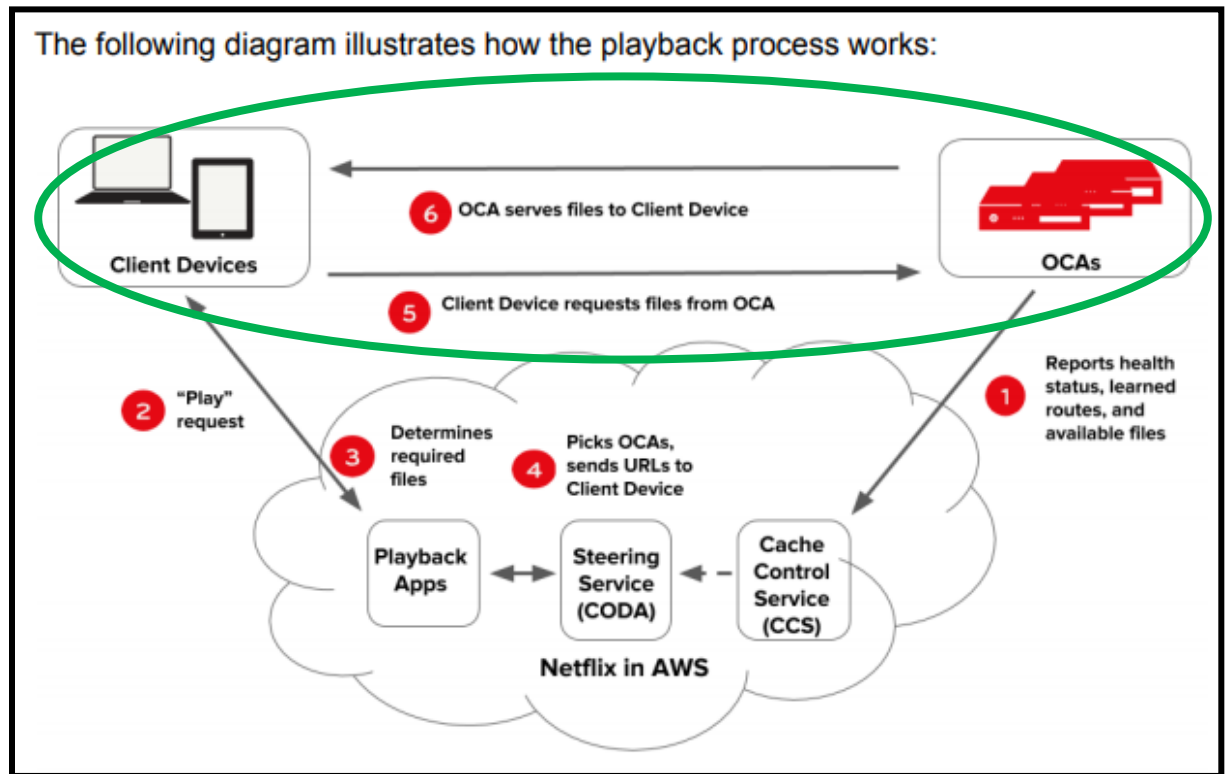 The following diagram illustrates how the playback process works:
6
OCA serves files to Client Device
Client Devices
OCAs
5
Client Device requests files from OCA
2
"Play"
request
3
Determines
required
files
4
Picks OCAs,
sends URLs to
Client Device
1
Reports health
status, learned
routes, and
available files
Playback
Apps
Steering
Service
(CODA)
Cache
Control
Service
(CCS)
Netflix in AWS